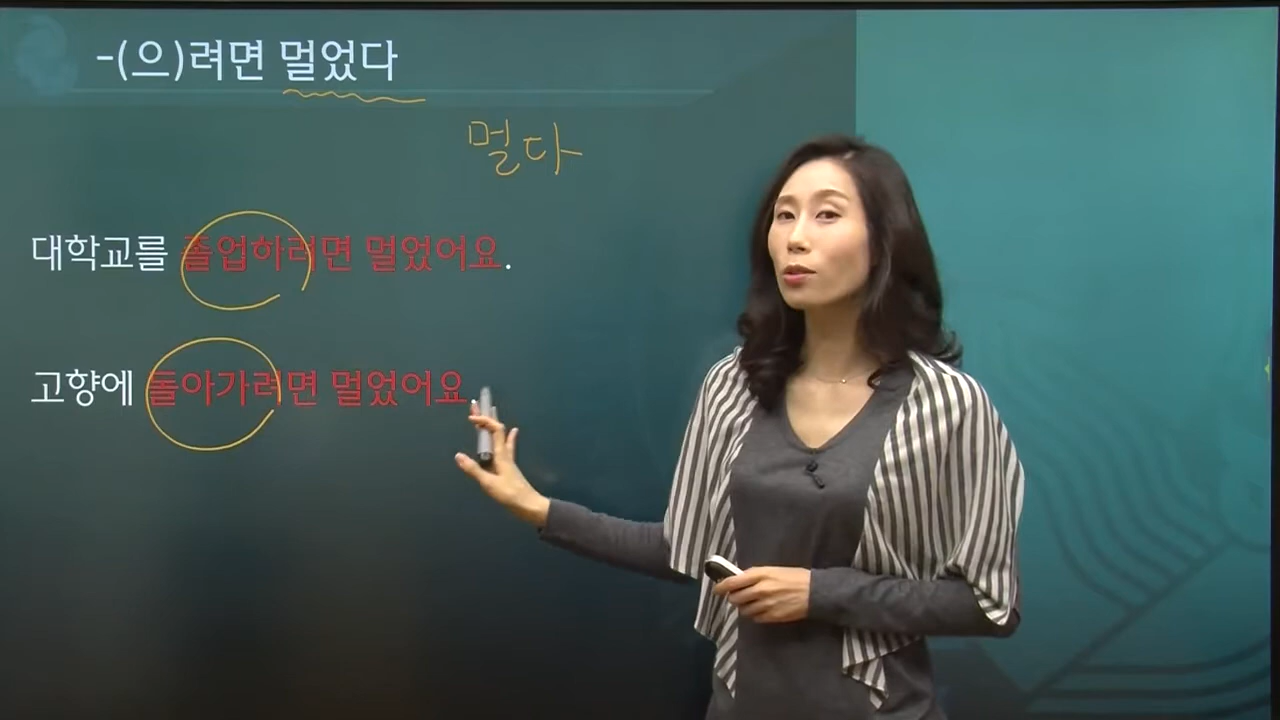 -(으)려면 멀었다
멀다
대학교를 졸업하려면 멀었어요.
고향에 돌아가려면 멀었어요.